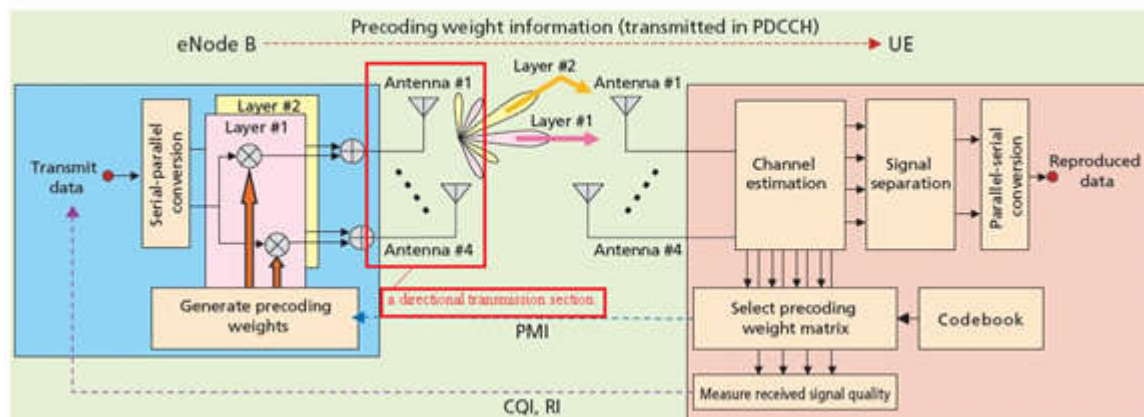 Precoding weight information (transmitted in PDCCH)
eNode B
UE
Layer #2
Antenna #1
Antenna #1
Layer #2
Layer #1
Layer #1
Transmit
data
Serial-parallel
conversion
Channel
estimation
Signal
separation
Parallel-serial
conversion
Reproduced
data
Antenna #4
Antenna #4
a directional transmission section
Generate precoding
weights
PMI
Select precoding
weight matrix
Codebook
Measure received signal quality
CQI, RI